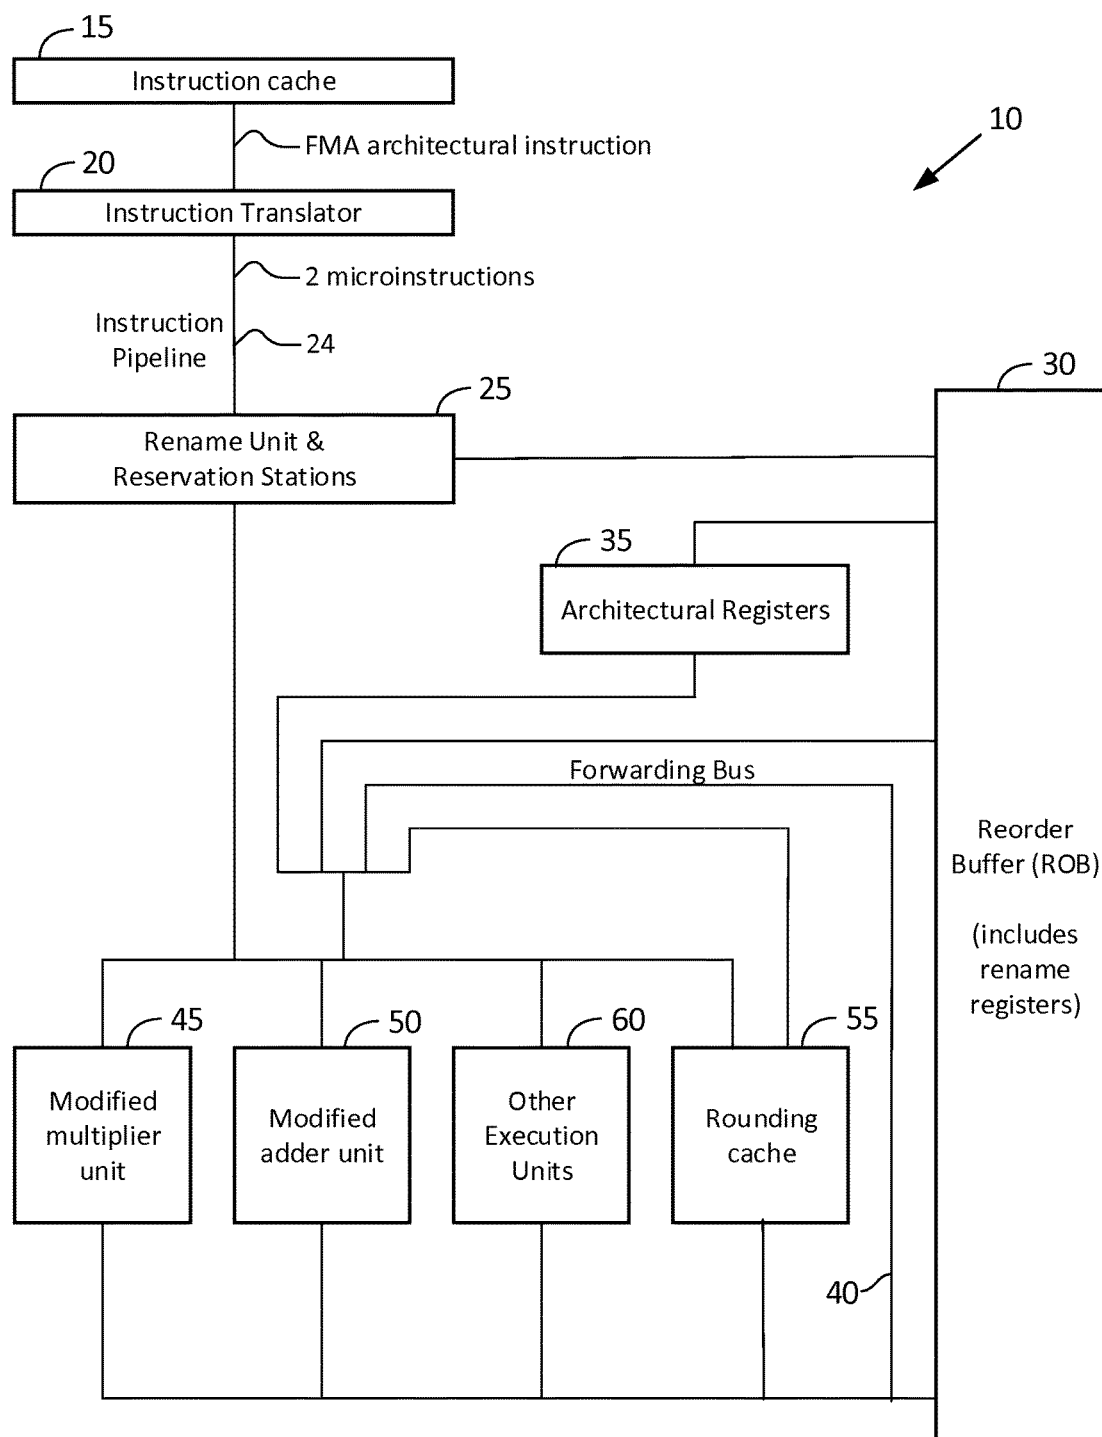 15
Instruction cache
FMA architectural instruction
10
20
Instruction Translator
2 microinstructions
Instruction
Pipeline
24
30
25
Rename Unit &
Reservation Stations
35
Architectural Registers
Forwarding Bus
Reorder
Buffer (ROB)
(includes
rename
registers)
45
50
60
55
Modified
multiplier
unit
Modified
adder unit
Other
Execution
Units
Rounding
cache
40